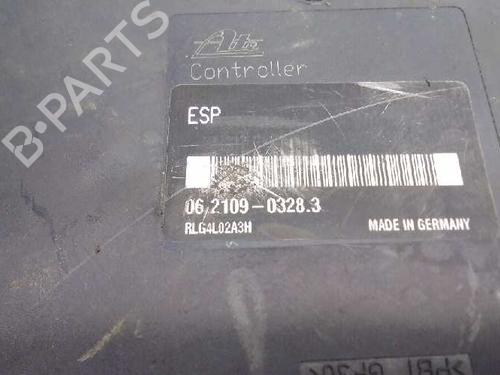 B-PARTS
Ate
Controller
ESP
06.2109-0328.3
RLG4L02A3H
MADE IN GERMANY